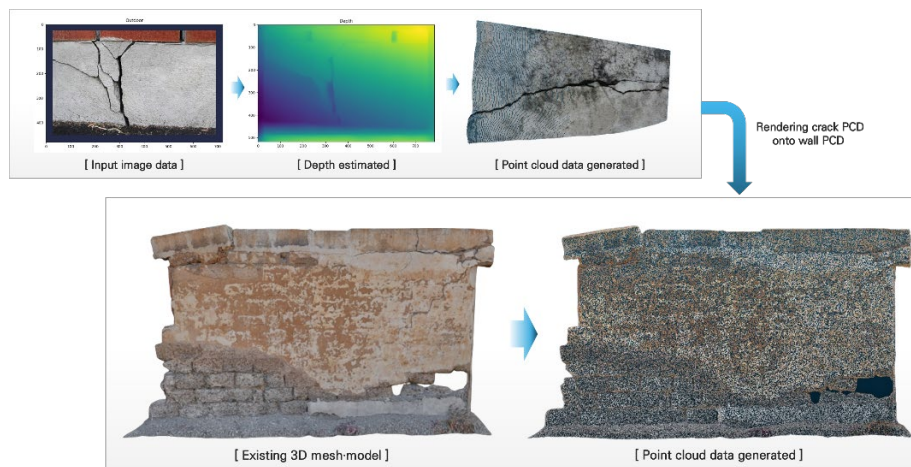 Outdoor
Depth
[ Input image data ]
[ Depth estimated ]
[ Point cloud data generated ]
Rendering crack PCD
onto wall PCD
[ Existing 3D mesh-model ]
[ Point cloud data generated ]